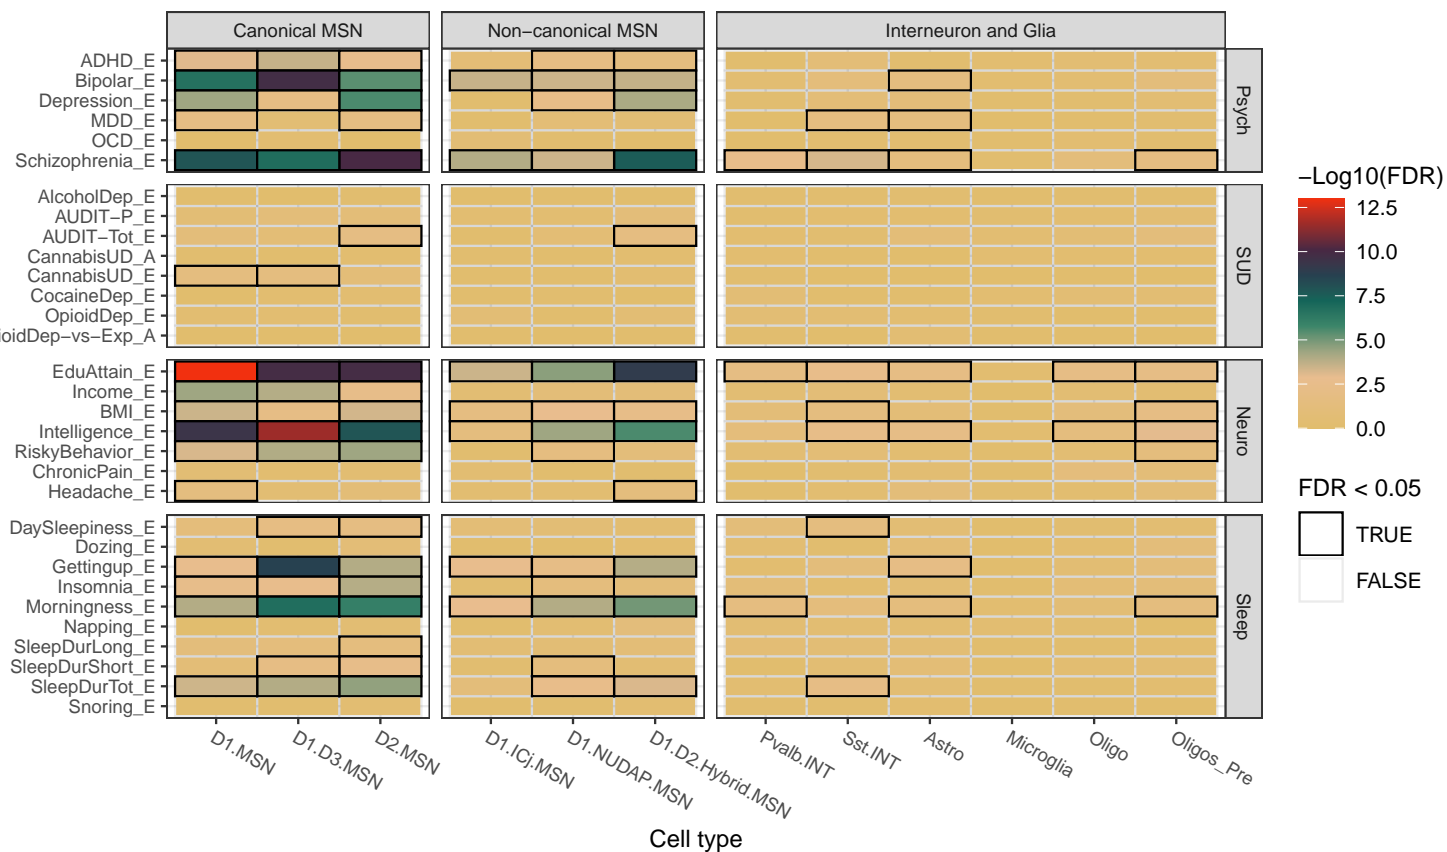 Canonical MSN
Non−canonical MSN
Interneuron and Glia
ADHD_E
Bipolar_E
Depression_E
MDD_E
OCD_E
Schizophrenia_E
Psych
AlcoholDep_E
AUDIT−P_E
AUDIT−Tot_E
CannabisUD_A
CannabisUD_E
CocaineDep_E
OpioidDep_E
ioidDep−vs−Exp_A
SUD
EduAttain_E
Income_E
BMI_E
Intelligence_E
RiskyBehavior_E
ChronicPain_E
Headache_E
Neuro
DaySleepiness_E
Dozing_E
Gettingup_E
Insomnia_E
Morningness_E
Napping_E
SleepDurLong_E
SleepDurShort_E
SleepDurTot_E
Snoring_E
Sleep
D1.MSN
D1.D3.MSN
D2.MSN
D1.ICj.MSN
D1.NUDAP.MSN
D1.D2.Hybrid.MSN
Pvalb.INT
Sst.INT
Astro
Microglia
Oligo
Oligos_Pre
Cell type
−Log10(FDR)
12.5
10.0
7.5
5.0
2.5
0.0
FDR < 0.05
TRUE
FALSE